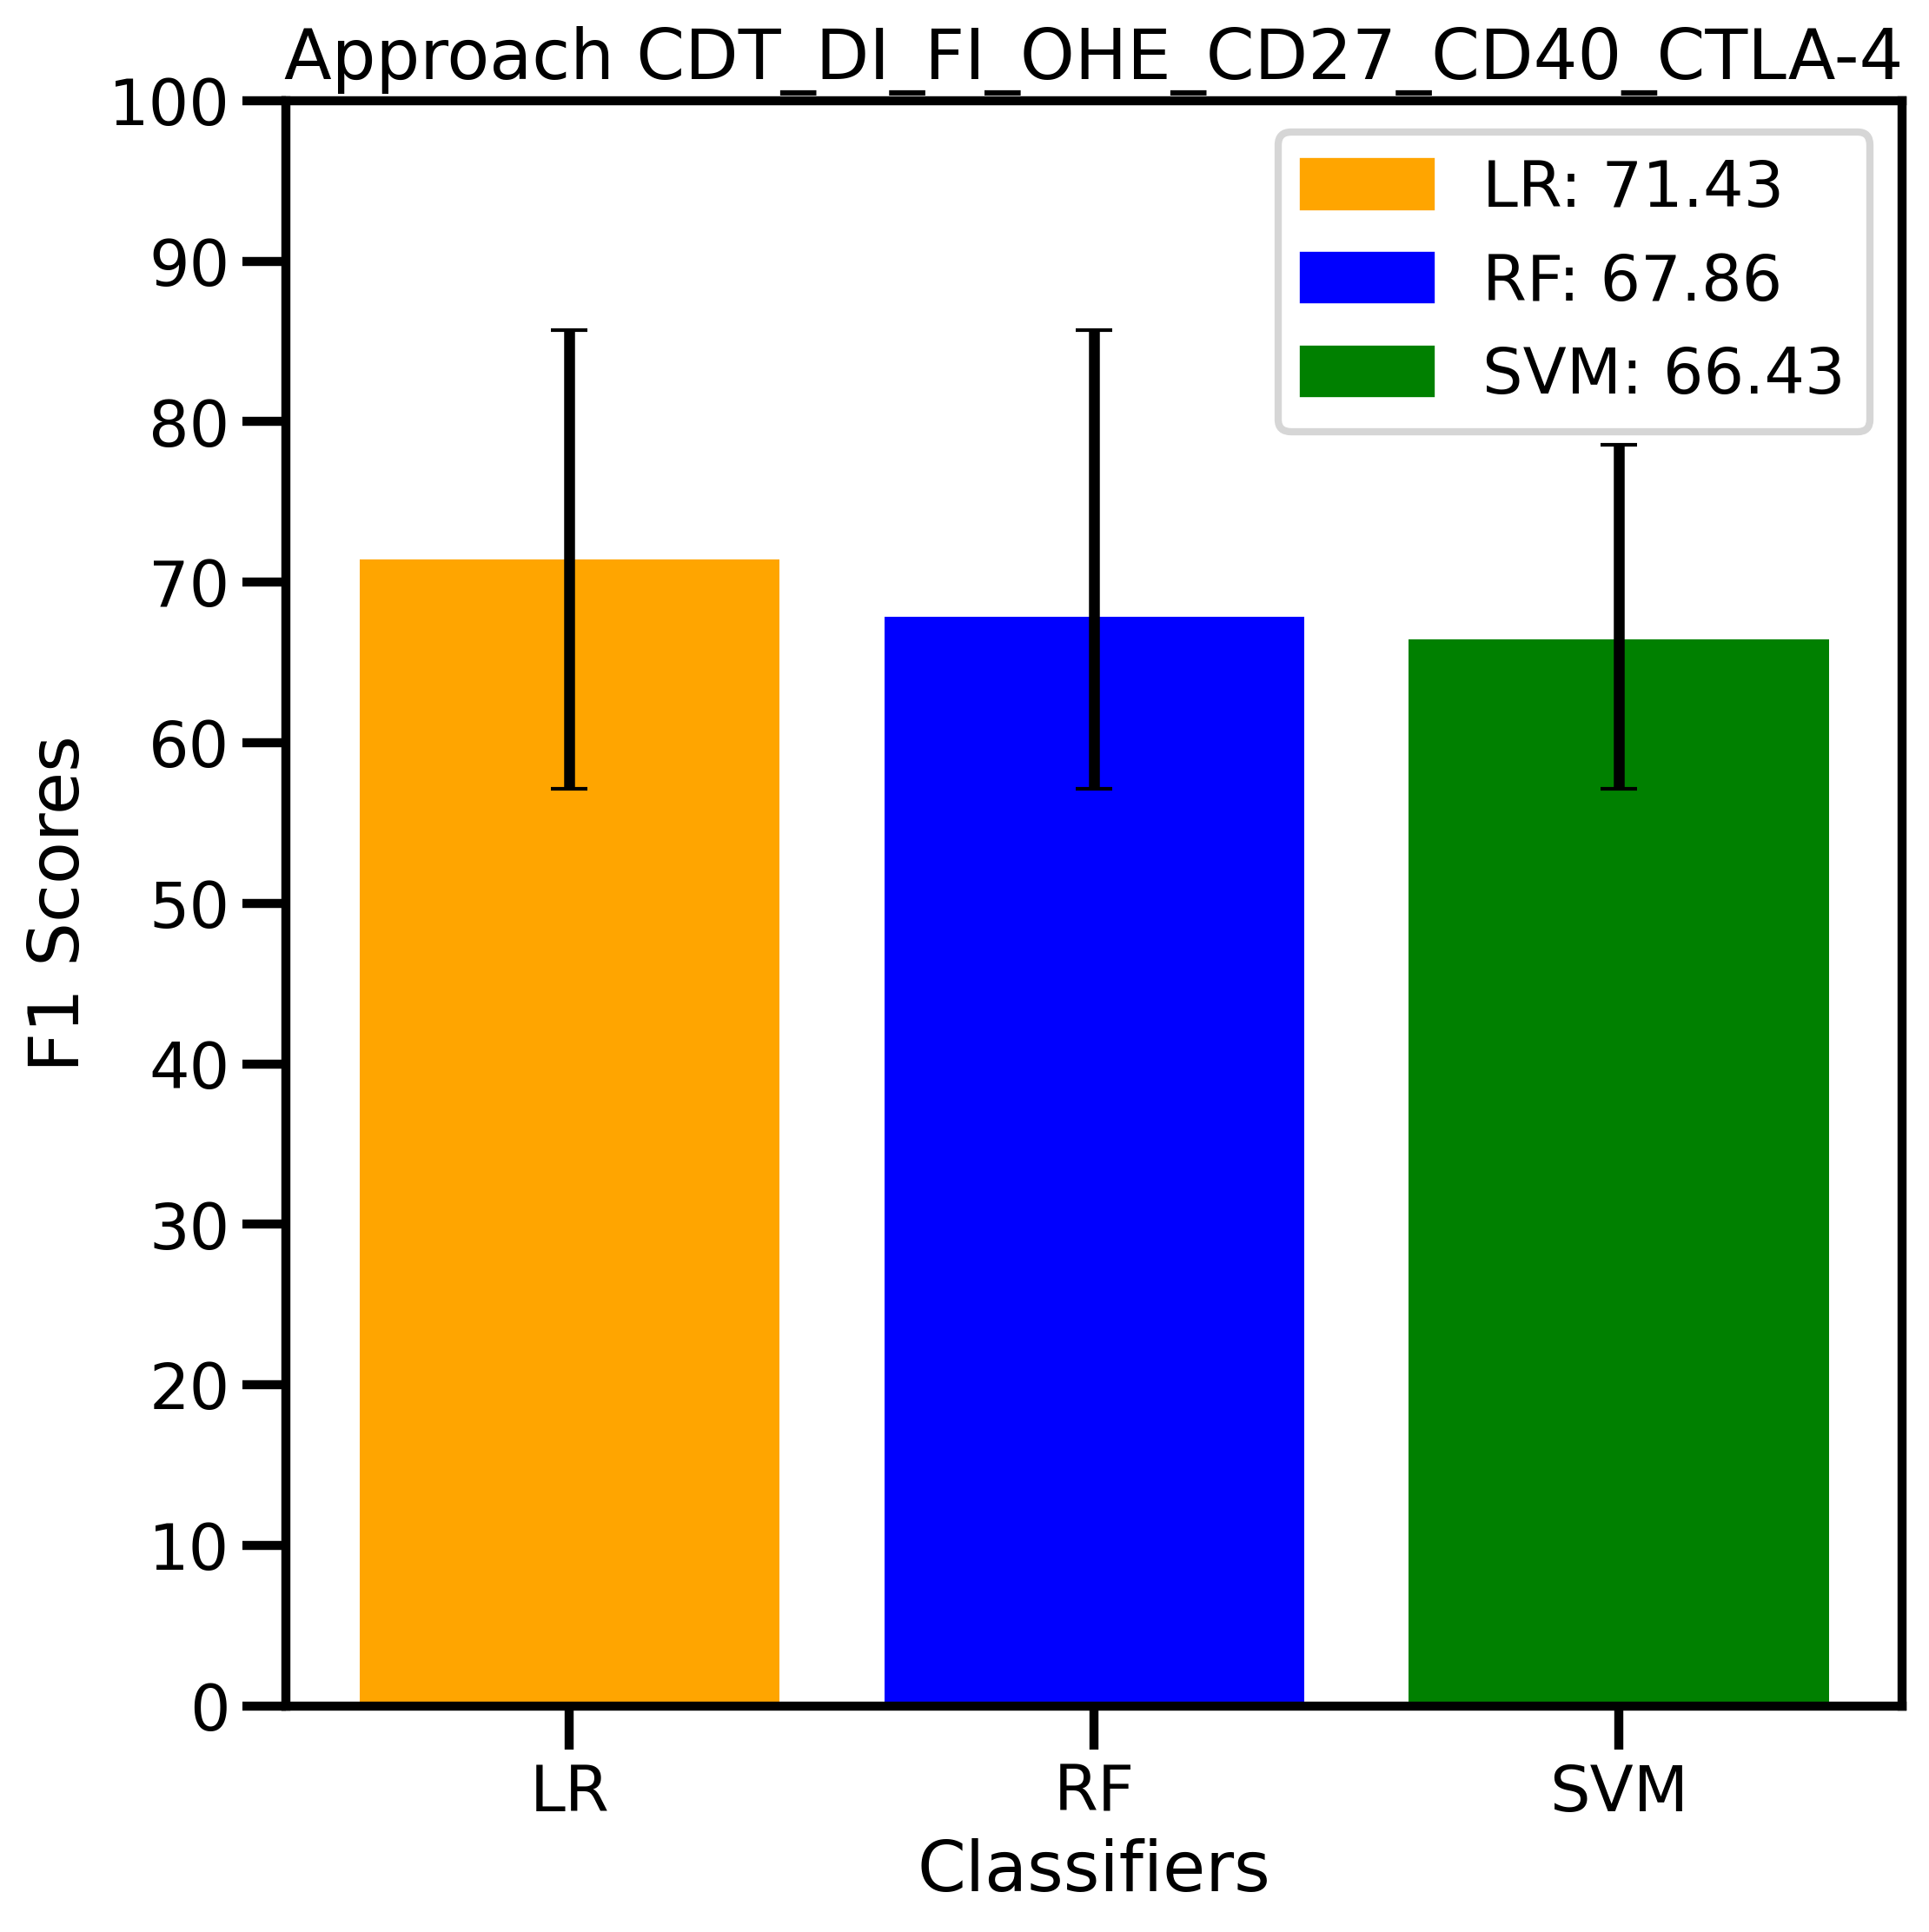 Approach CDT_DI_FI_OHE_CD27_CD40_CTLA-4
LR: 71.43
RF: 67.86
SVM: 66.43
F1 Scores
100
90
80
70
60
50
40
30
20
10
0
LR
RF
SVM
Classifiers